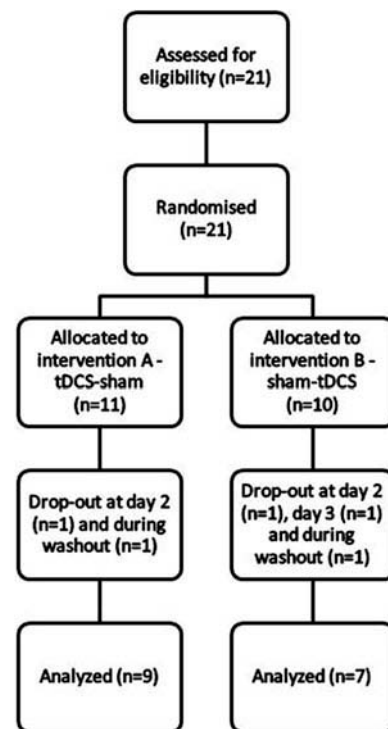 Assessed for
eligibility (n=21)
Randomised
(n=21)
Allocated to
intervention A -
tDCS-sham
(n=11)
Allocated to
intervention B -
sham-tDCS
(n=10)
Drop-out at day 2
(n=1) and during
washout (n=1)
Drop-out at day 2
(n=1), day 3 (n=1)
and during
washout (n=1)
Analyzed (n=9)
Analyzed (n=7)